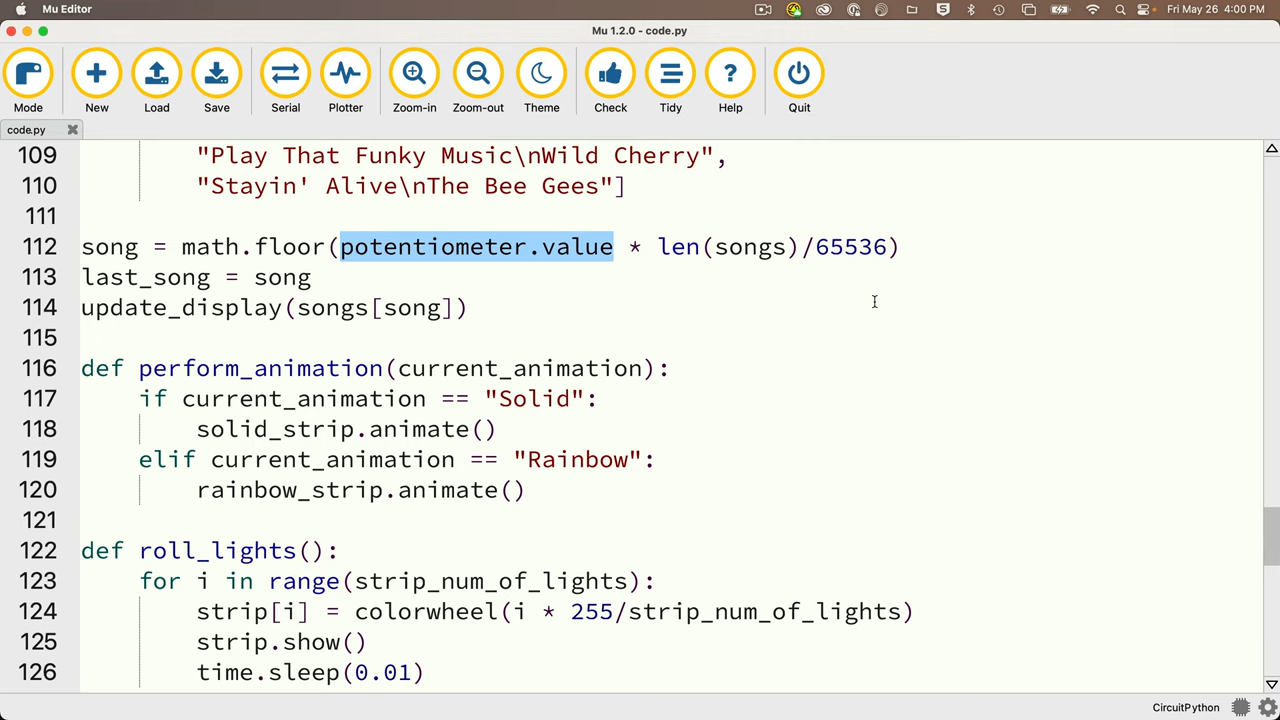 Mu Editor
Fri May 26 4:00 PM
Mu 1.2.0 - code.py
Mode New Load Save Serial Plotter Zoom-in Zoom-out Theme Check Tidy Help Quit
code.py
109 "Play That Funky Music\nWild Cherry",
110 "Stayin' Alive\nThe Bee Gees"]
111
112 song = math.floor(potentiometer.value * len(songs)/65536)
113 last_song = song
114 update_display(songs[song])
115
116 def perform_animation(current_animation):
117 if current_animation == "Solid":
118 solid_strip.animate()
119 elif current_animation == "Rainbow":
120 rainbow_strip.animate()
121
122 def roll_lights():
123 for i in range(strip_num_of_lights):
124 strip[i] = colorwheel(i * 255/strip_num_of_lights)
125 strip.show()
126 time.sleep(0.01)
CircuitPython